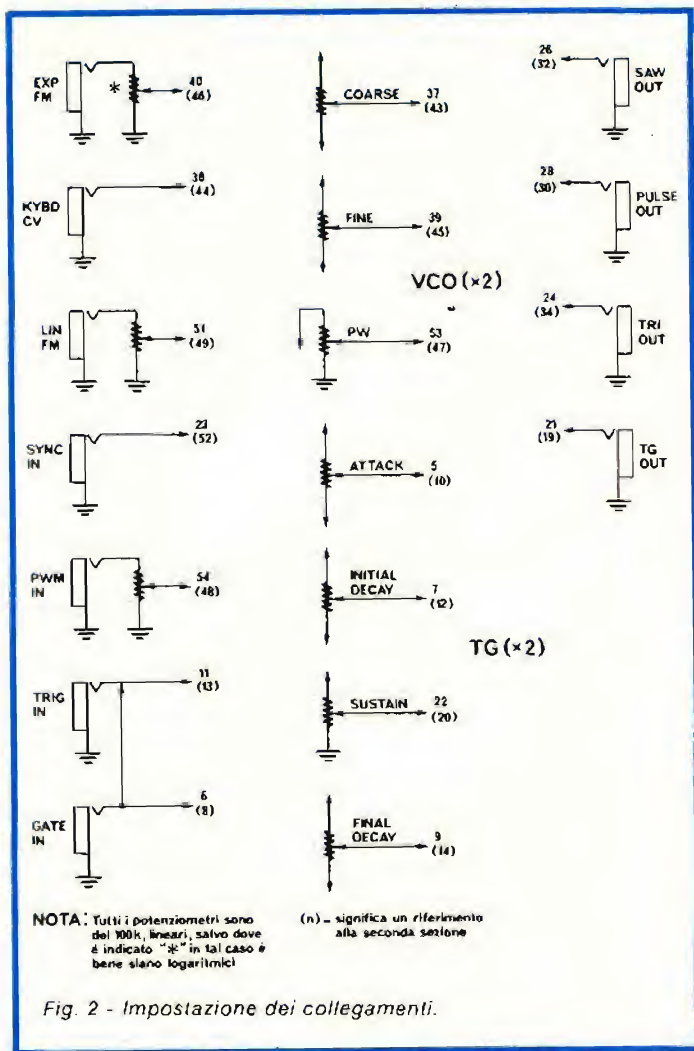 EXP
FM
*
40
(46)
KYBD
CV
38
(44)
LIN
FM
51
(49)
SYNC
IN
23
(52)
PWM
IN
54
(48)
TRIG
IN
11
(13)
GATE
IN
6
(8)
COARSE
37
(43)
FINE
39
(45)
VCO (×2)
PW
53
(47)
ATTACK
5
(10)
INITIAL
DECAY
7
(12)
TG (×2)
SUSTAIN
22
(20)
FINAL
DECAY
9
(14)
26
(32)
SAW
OUT
28
(30)
PULSE
OUT
24
(34)
TRI
OUT
21
(19)
TG
OUT
NOTA: Tutti i potenziometri sono
del 100k, lineari, salvo dove
é indicato "*" in tal caso é
bene siano logaritmici
(n) = significa un riferimento
alla seconda sezione
Fig. 2 - Impostazione dei collegamenti.